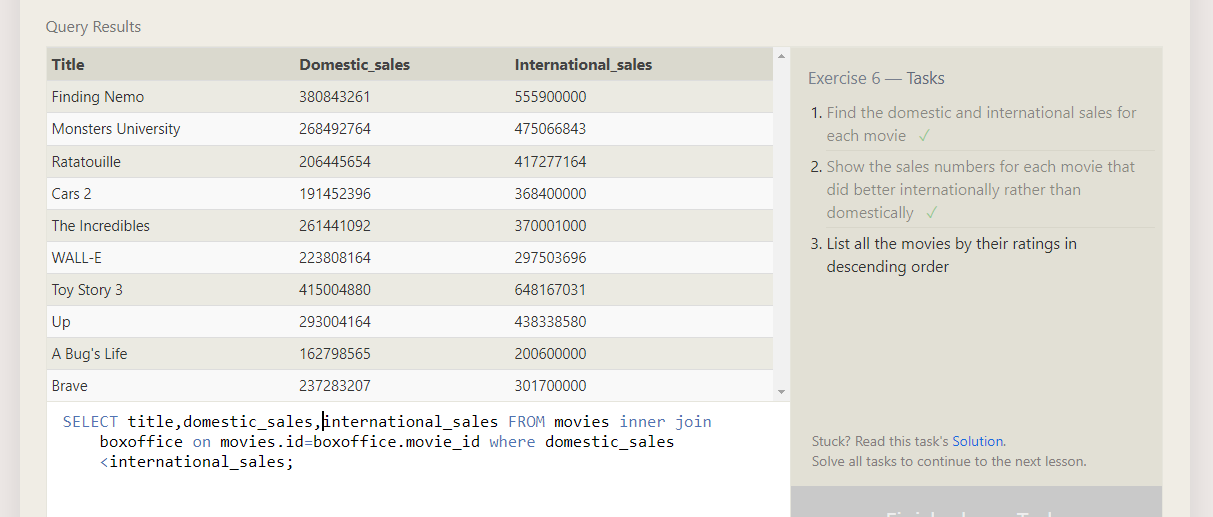 Query Results
Title Domestic_sales International_sales
Finding Nemo 380843261 555900000
Monsters University 268492764 475066843
Ratatouille 206445654 417277164
Cars 2 191452396 368400000
The Incredibles 261441092 370001000
WALL-E 223808164 297503696
Toy Story 3 415004880 648167031
Up 293004164 438338580
A Bug's Life 162798565 200600000
Brave 237283207 301700000
SELECT title,domestic_sales,international_sales FROM movies inner join
boxoffice on movies.id=boxoffice.movie_id where domestic_sales
<international_sales;
Exercise 6 — Tasks
1. Find the domestic and international sales for
each movie ✓
2. Show the sales numbers for each movie that
did better internationally rather than
domestically ✓
3. List all the movies by their ratings in
descending order
Stuck? Read this task's Solution.
Solve all tasks to continue to the next lesson.